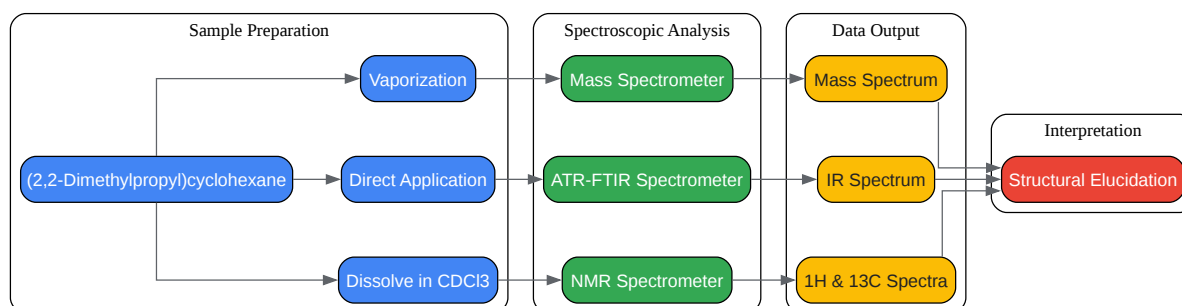 Sample Preparation
Spectroscopic Analysis
Data Output
Vaporization
Mass Spectrometer
Mass Spectrum
Interpretation
(2,2-Dimethylpropyl)cyclohexane
Direct Application
ATR-FTIR Spectrometer
IR Spectrum
Structural Elucidation
Dissolve in CDCl3
NMR Spectrometer
1H & 13C Spectra